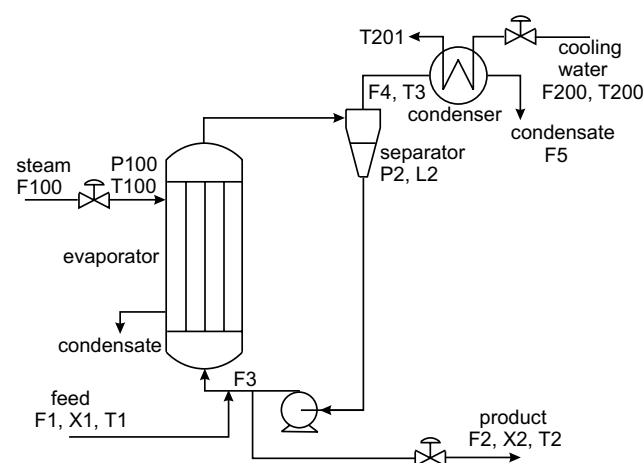 T201
cooling
water
F200, T200
F4, T3
condenser
condensate
F5
separator
P2, L2
steam
F100
P100
T100
evaporator
condensate
F3
feed
F1, X1, T1
product
F2, X2, T2